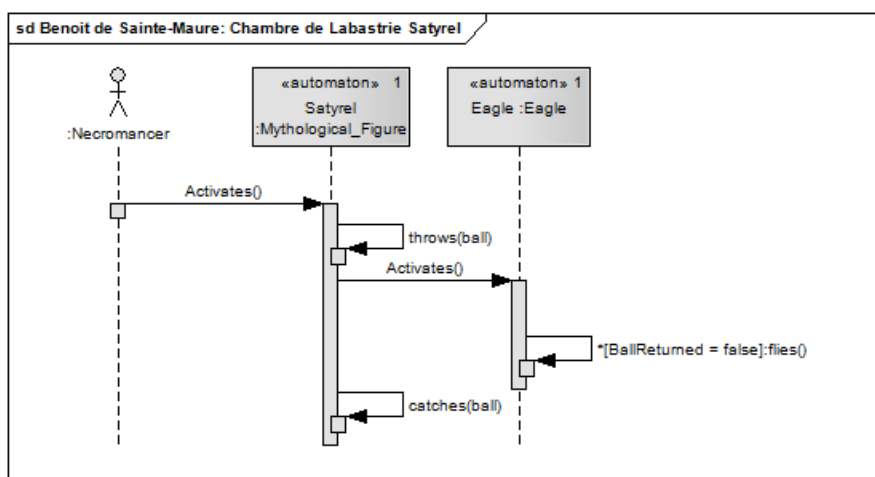 sd Benoit de Sainte-Maure: Chambre de Labastrie Satyrel
«automaton» 1
Satyrel
:Mythological_Figure
«automaton» 1
Eagle :Eagle
:Necromancer
Activates()
throws(ball)
Activates()
*[BallReturned = false]:flies()
catches(ball)